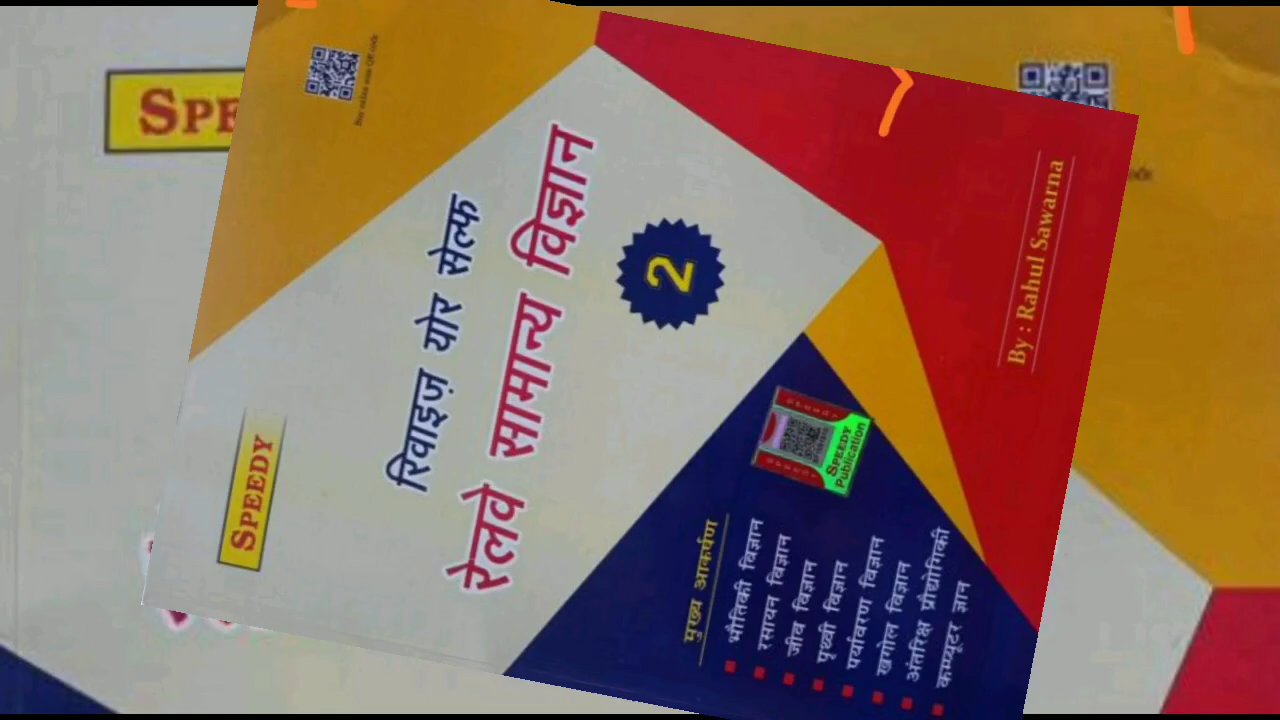 SPEEDY
रिवाइज़ योर सेल्फ
रेलवे सामान्य विज्ञान
2
SPEEDY
Publication
मुख्य आकर्षण
भौतिकी विज्ञान
रसायन विज्ञान
जीव विज्ञान
पृथ्वी विज्ञान
पर्यावरण विज्ञान
खगोल विज्ञान
अंतरिक्ष प्रौद्योगिकी
कम्प्यूटर ज्ञान
By : Rahul Sawarna
SPE